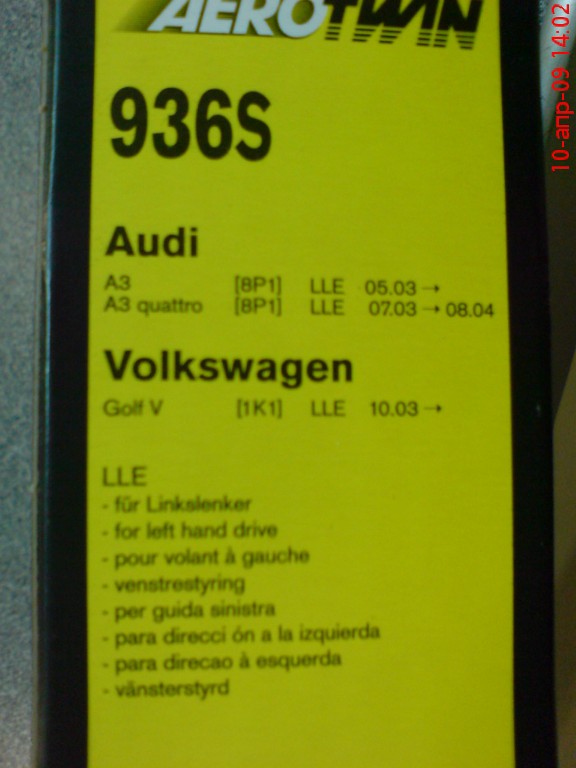 AEROTWIN
936S
Audi
A3 [8P1] LLE 05.03 →
A3 quattro [8P1] LLE 07.03 → 08.04
Volkswagen
Golf V [1K1] LLE 10.03 →
LLE
- für Linkslenker
- for left hand drive
- pour volant à gauche
- venstrestyring
- per guida sinistra
- para direcci ón a la izquierda
- para direcao à esquerda
- vänsterstyrd
10-апр-09 14:02